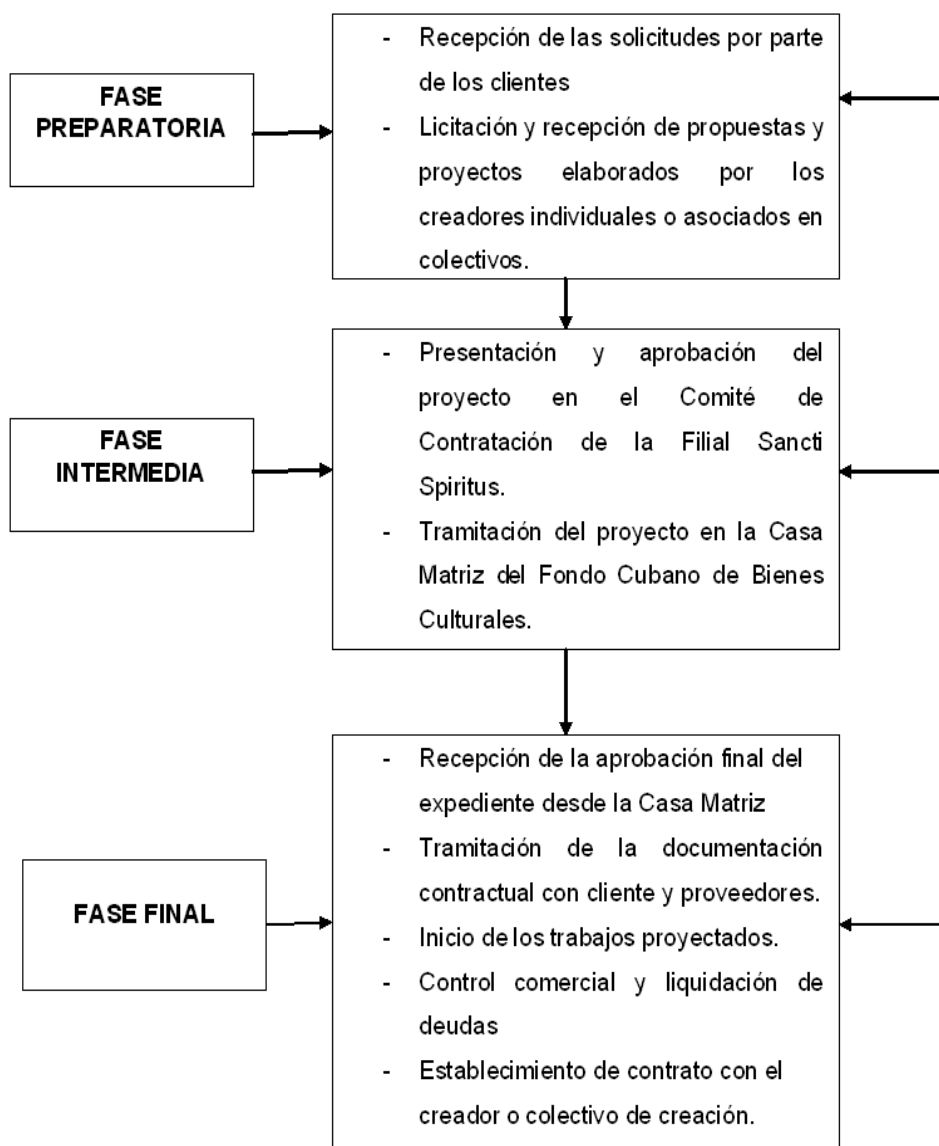 FASE
PREPARATORIA
- Recepción de las solicitudes por parte
de los clientes
- Licitación y recepción de propuestas y
proyectos elaborados por los
creadores individuales o asociados en
colectivos.
FASE
INTERMEDIA
- Presentación y aprobación del
proyecto en el Comité de
Contratación de la Filial Sancti
Spiritus.
- Tramitación del proyecto en la Casa
Matriz del Fondo Cubano de Bienes
Culturales.
FASE FINAL
- Recepción de la aprobación final del
expediente desde la Casa Matriz
- Tramitación de la documentación
contractual con cliente y proveedores.
- Inicio de los trabajos proyectados.
- Control comercial y liquidación de
deudas
- Establecimiento de contrato con el
creador o colectivo de creación.